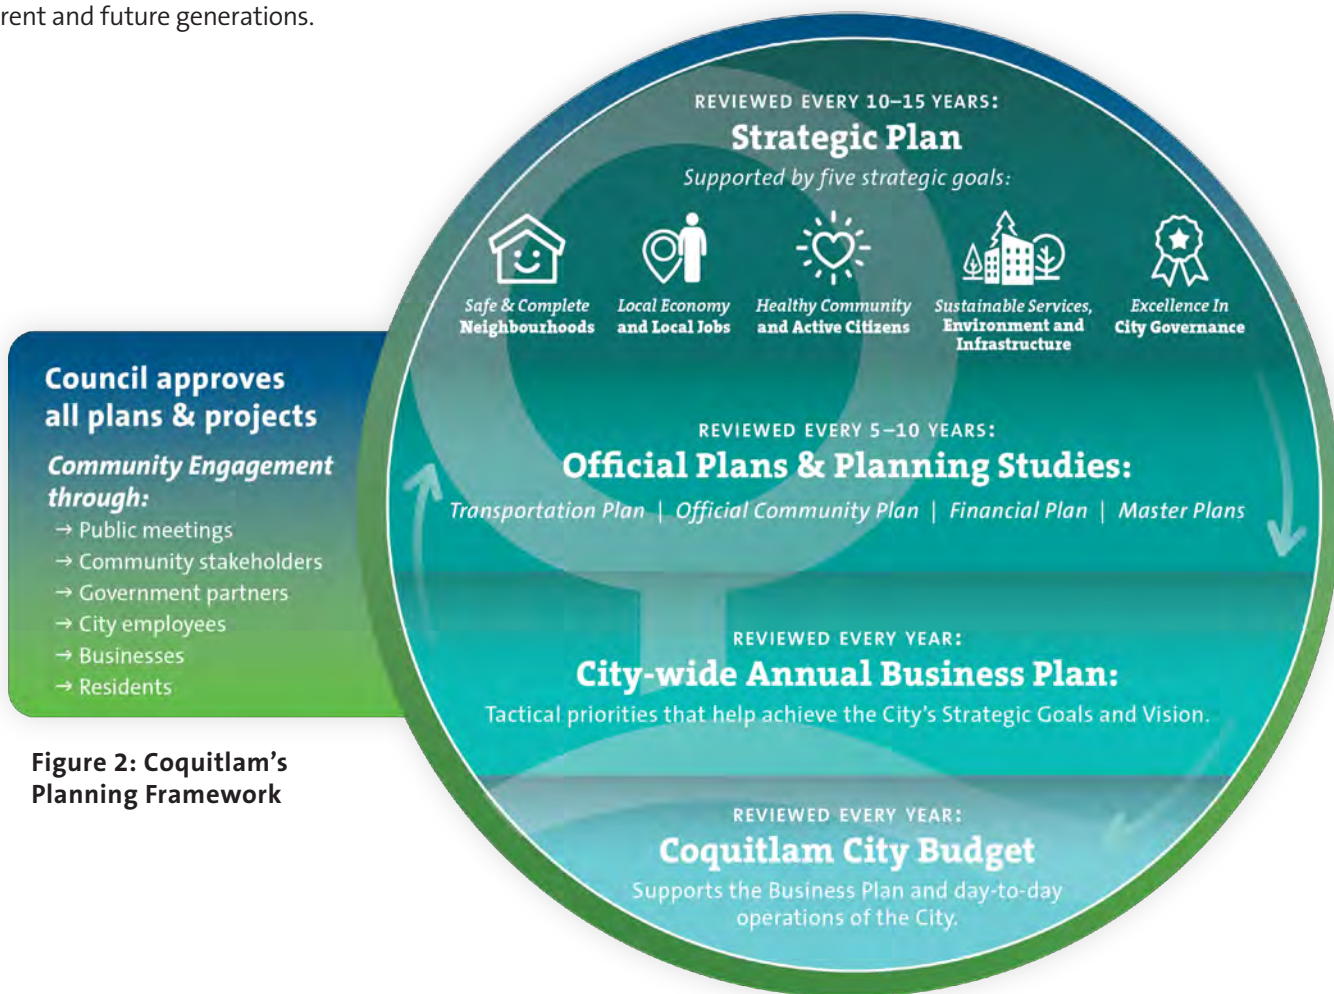 rent and future generations.
REVIEWED EVERY 10–15 YEARS:
Strategic Plan
Supported by five strategic goals:
Safe & Complete
Neighbourhoods
Local Economy
and Local Jobs
Healthy Community
and Active Citizens
Sustainable Services,
Environment and
Infrastructure
Excellence In
City Governance
Council approves
all plans & projects
Community Engagement
through:
→ Public meetings
→ Community stakeholders
→ Government partners
→ City employees
→ Businesses
→ Residents
REVIEWED EVERY 5–10 YEARS:
Official Plans & Planning Studies:
Transportation Plan | Official Community Plan | Financial Plan | Master Plans
REVIEWED EVERY YEAR:
City-wide Annual Business Plan:
Tactical priorities that help achieve the City's Strategic Goals and Vision.
Figure 2: Coquitlam's
Planning Framework
REVIEWED EVERY YEAR:
Coquitlam City Budget
Supports the Business Plan and day-to-day
operations of the City.